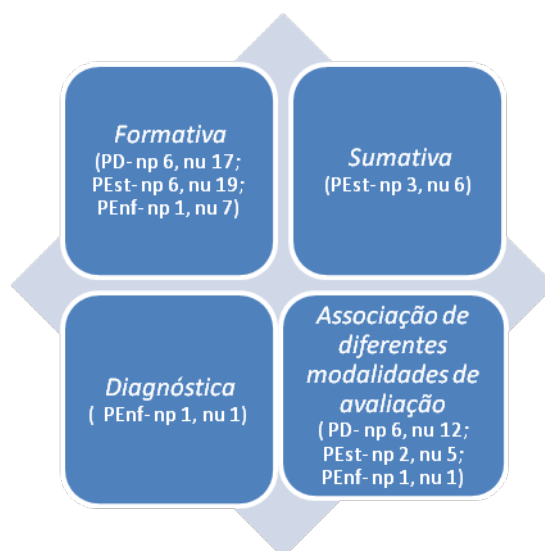 Formativa
(PD- np 6, nu 17;
PEst- np 6, nu 19;
PEnf- np 1, nu 7)
Sumativa
(PEst- np 3, nu 6)
Diagnóstica
( PEnf- np 1, nu 1)
Associação de
diferentes
modalidades de
avaliação
( PD- np 6, nu 12;
PEst- np 2, nu 5;
PEnf- np 1, nu 1)